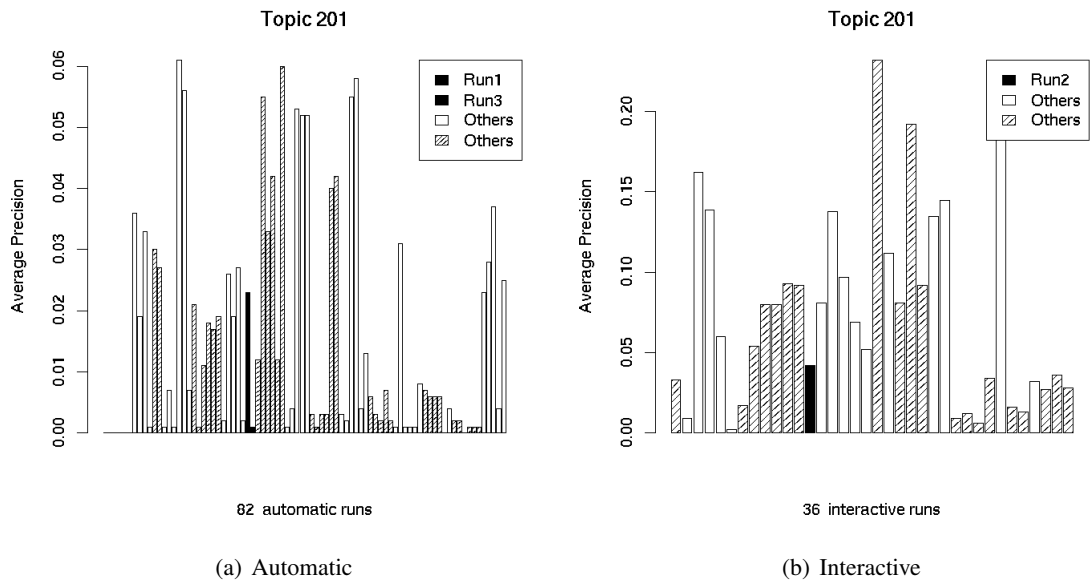 Topic 201
Average Precision
0.00 0.01 0.02 0.03 0.04 0.05 0.06
Run1
Run3
Others
Others
82 automatic runs
(a) Automatic
Topic 201
Average Precision
0.00 0.05 0.10 0.15 0.20
Run2
Others
Others
36 interactive runs
(b) Interactive